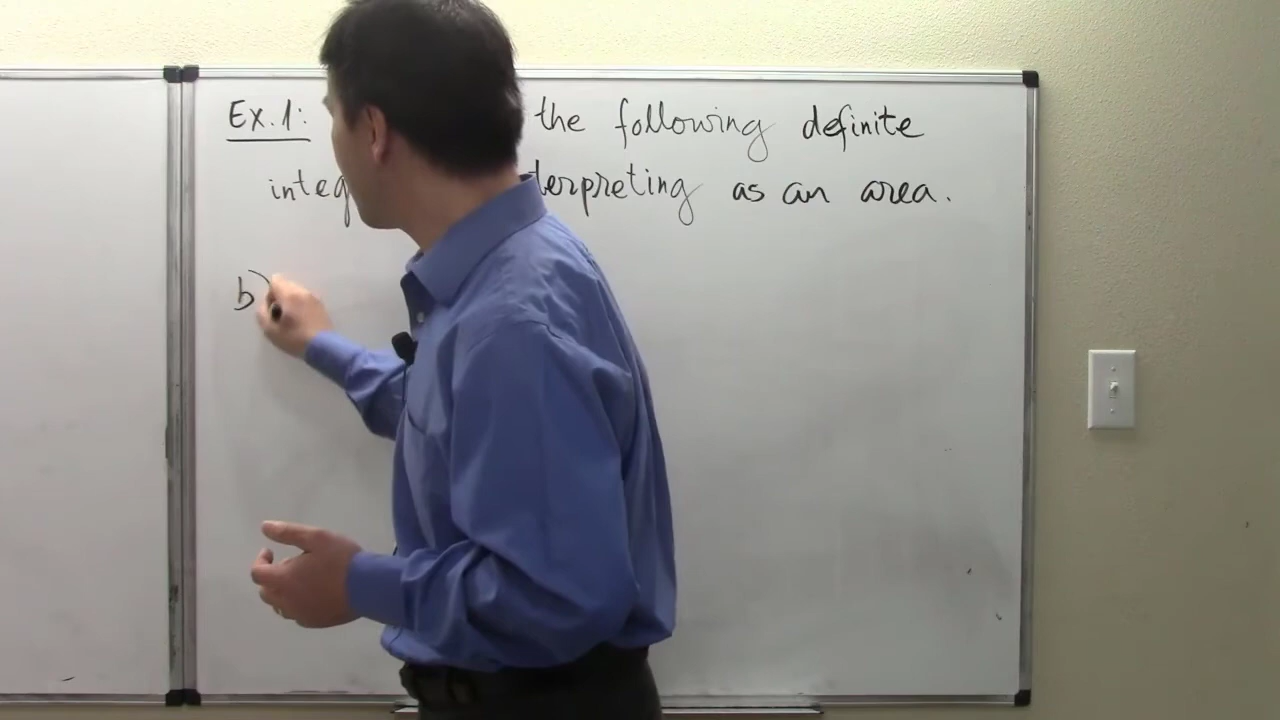 Ex. 1: the following definite
integ terpreting as an area.
b)